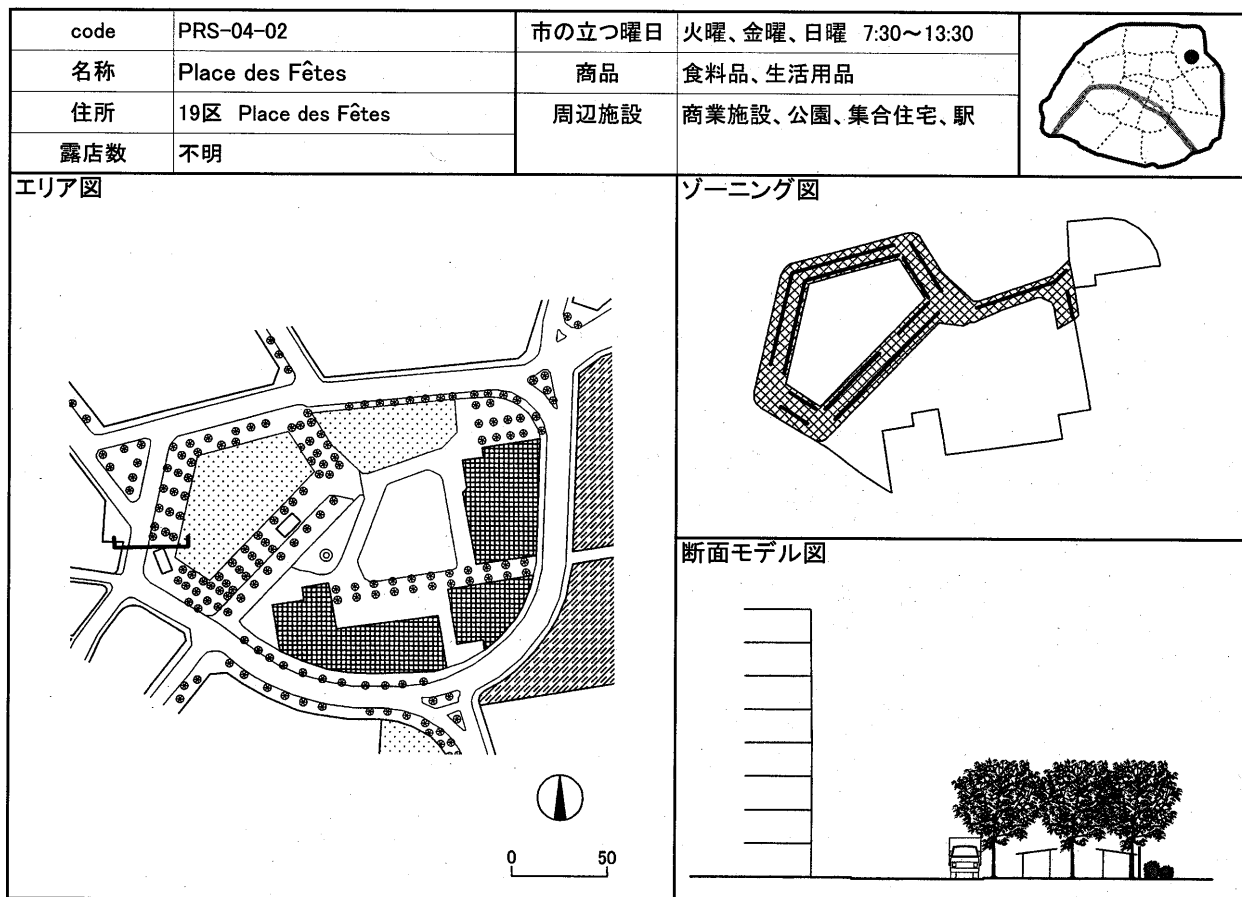 code PRS-04-02 市の立つ曜日 火曜、金曜、日曜 7:30～13:30
名称 Place des Fêtes 商品 食料品、生活用品
住所 19区 Place des Fêtes 周辺施設 商業施設、公園、集合住宅、駅
露店数 不明
エリア図 ゾーニング図
断面モデル図
0 50